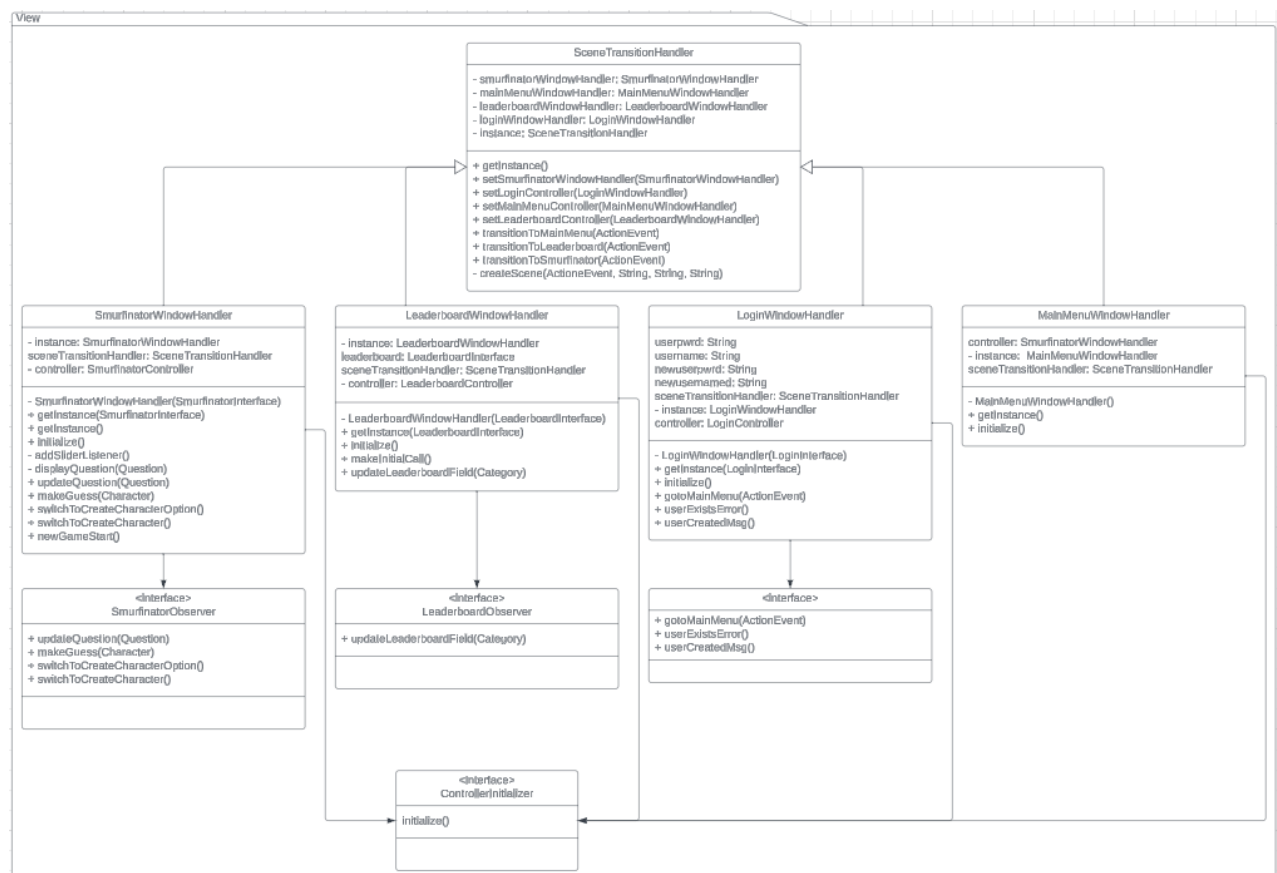 View
SceneTransitionHandler
- smurfinatorWindowHandler: SmurfinatorWindowHandler
- mainMenuWindowHandler: MainMenuWindowHandler
- leaderboardWindowHandler: LeaderboardWindowHandler
- loginWindowHandler: LoginWindowHandler
- instance: SceneTransitionHandler
+ getInstance()
+ setSmurfinatorWindowHandler(SmurfinatorWindowHandler)
+ setLoginController(LoginWindowHandler)
+ setMainMenuController(MainMenuWindowHandler)
+ setLeaderboardController(LeaderboardWindowHandler)
+ transitionToMainMenu(ActionEvent)
+ transitionToLeaderboard(ActionEvent)
+ transitionToSmurfinator(ActionEvent)
- createScene(ActioneEvent, String, String, String)
SmurfinatorWindowHandler
- instance: SmurfinatorWindowHandler
sceneTransitionHandler: SceneTransitionHandler
- controller: SmurfinatorController
- SmurfinatorWindowHandler(SmurfinatorInterface)
+ getInstance(SmurfinatorInterface)
+ getInstance()
+ initialize()
- addSliderListener()
- displayQuestion(Question)
+ updateQuestion(Question)
+ makeGuess(Character)
+ switchToCreateCharacterOption()
+ switchToCreateCharacter()
+ newGameStart()
LeaderboardWindowHandler
- instance: LeaderboardWindowHandler
leaderboard: LeaderboardInterface
sceneTransitionHandler: SceneTransitionHandler
- controller: LeaderboardController
- LeaderboardWindowHandler(LeaderboardInterface)
+ getInstance(LeaderboardInterface)
+ initialize()
+ makeInitialCall()
+ updateLeaderboardField(Category)
LoginWindowHandler
userpwrd: String
username: String
newuserpwrd: String
newusernamed: String
sceneTransitionHandler: SceneTransitionHandler
- instance: LoginWindowHandler
controller: LoginController
- LoginWindowHandler(LoginInterface)
+ getInstance(LoginInterface)
+ initialize()
+ gotoMainMenu(ActionEvent)
+ userExistsError()
+ userCreatedMsg()
MainMenuWindowHandler
controller: SmurfinatorWindowHandler
- instance: MainMenuWindowHandler
sceneTransitionHandler: SceneTransitionHandler
- MainMenuWindowHandler()
+ getInstance()
+ initialize()
<Interface>
SmurfinatorObserver
+ updateQuestion(Question)
+ makeGuess(Character)
+ switchToCreateCharacterOption()
+ switchToCreateCharacter()
<Interface>
LeaderboardObserver
+ updateLeaderboardField(Category)
<Interface>
+ gotoMainMenu(ActionEvent)
+ userExistsError()
+ userCreatedMsg()
<Interface>
ControllerInitializer
initialize()